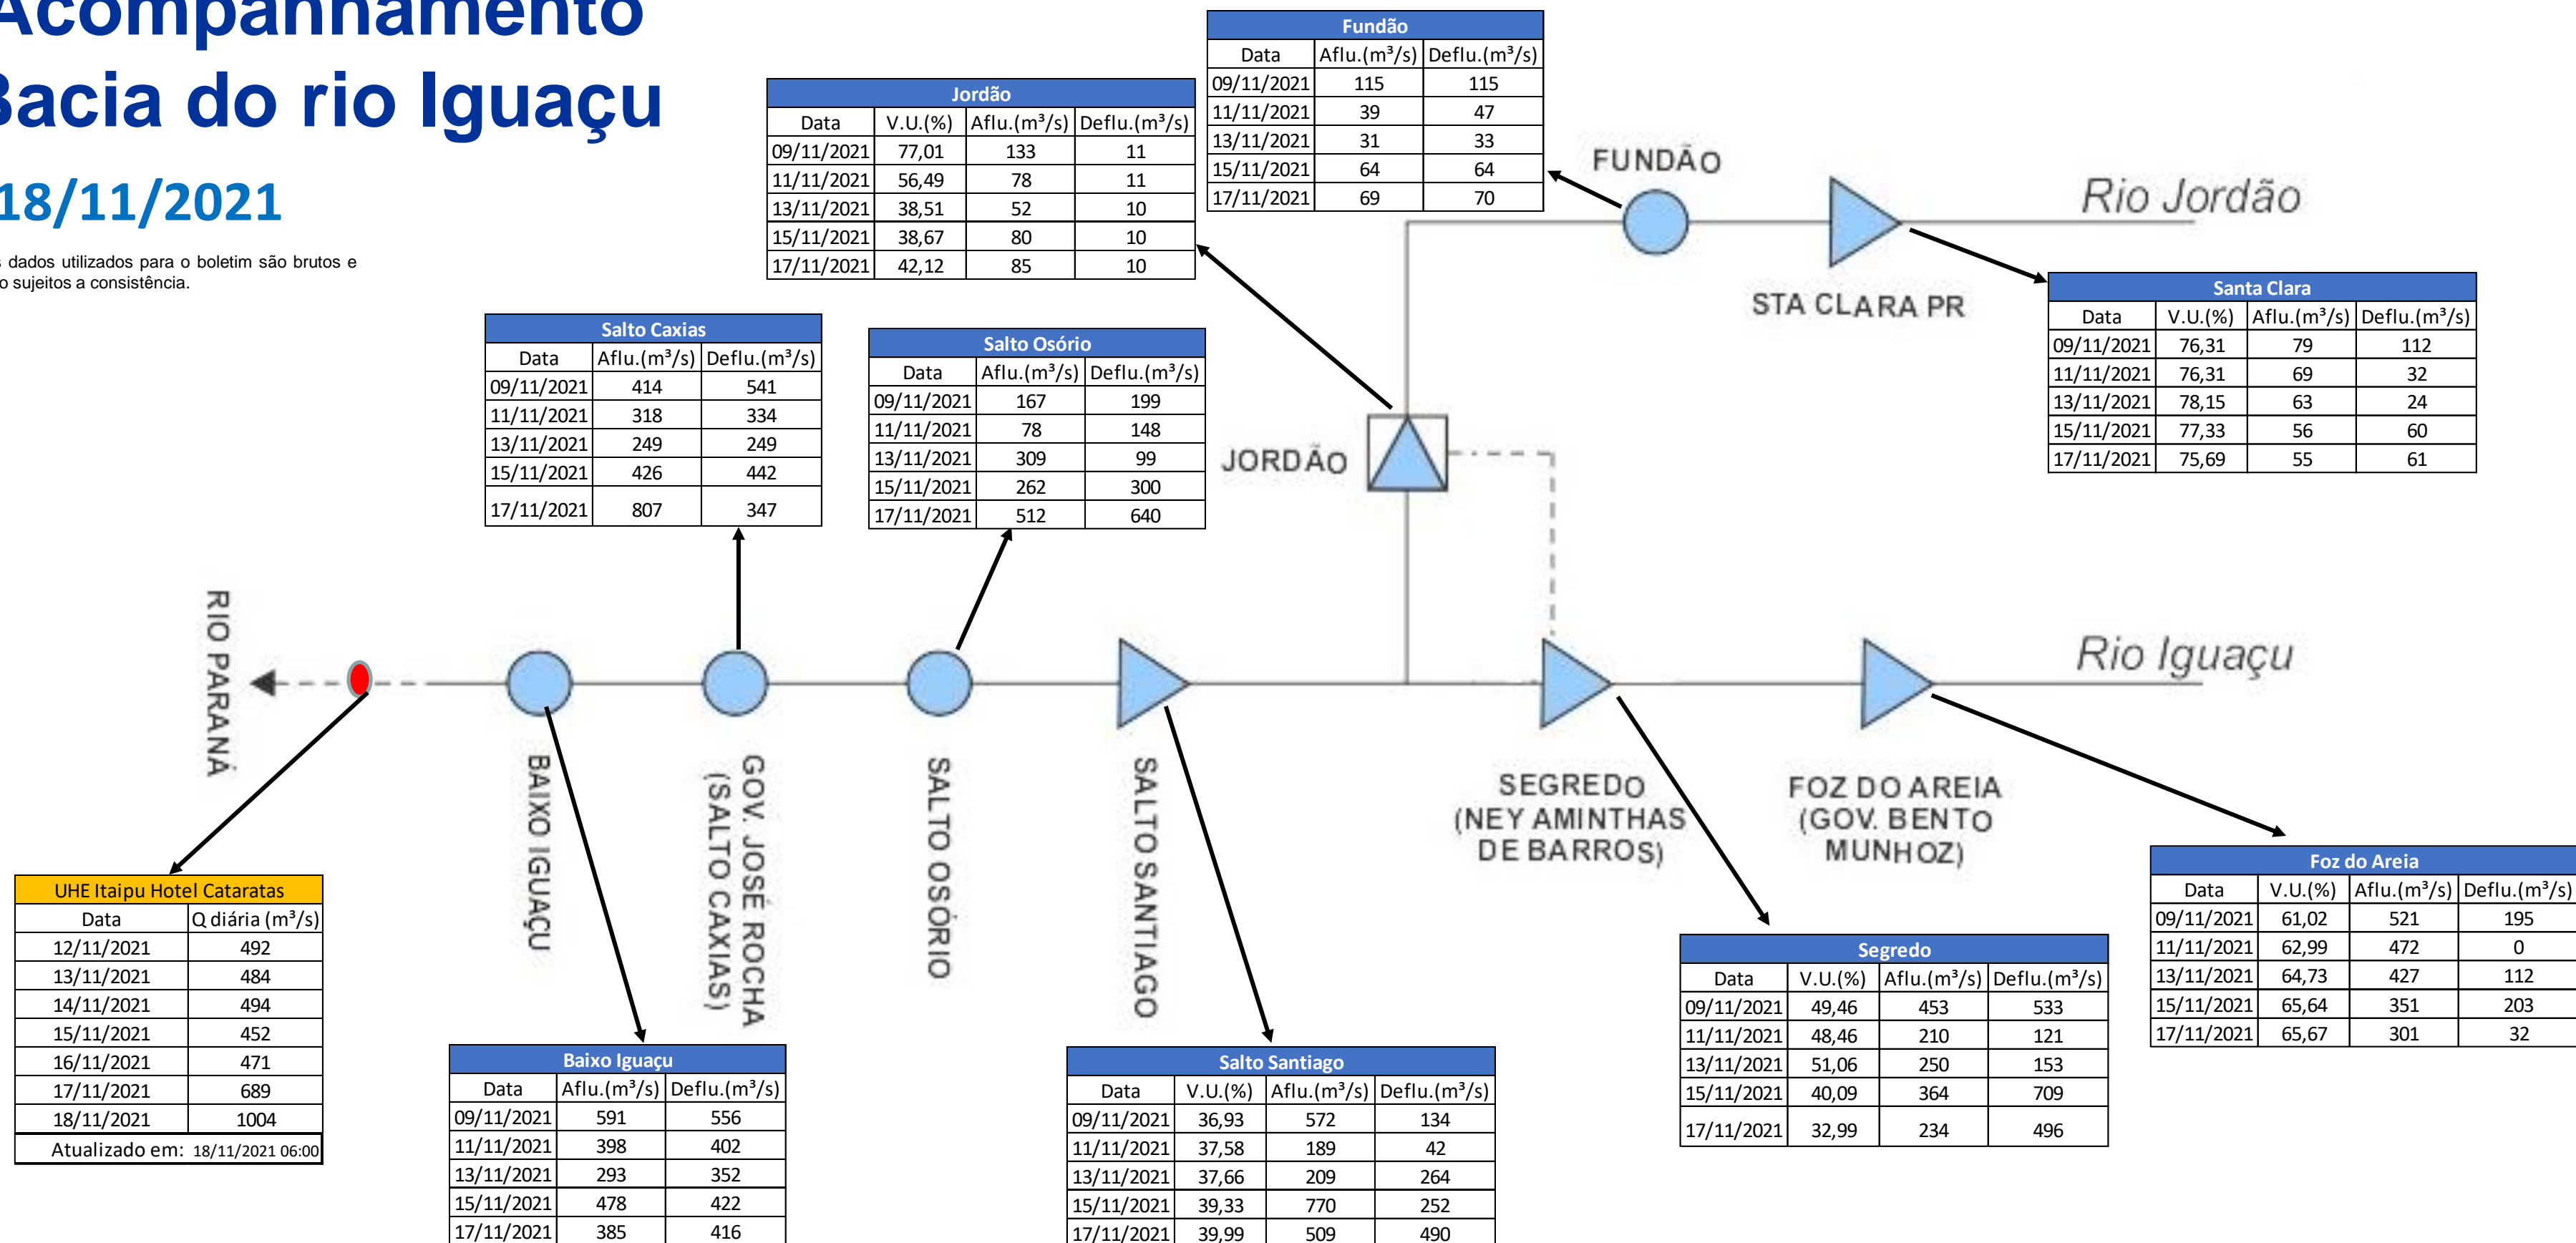 Acompanhamento
Bacia do rio Iguaçu
18/11/2021
s dados utilizados para o boletim são brutos e
o sujeitos a consistência.
Fundão
Data Aflu.(m³/s) Deflu.(m³/s)
09/11/2021 115 115
11/11/2021 39 47
13/11/2021 31 33
15/11/2021 64 64
17/11/2021 69 70
Jordão
Data V.U.(%) Aflu.(m³/s) Deflu.(m³/s)
09/11/2021 77,01 133 11
11/11/2021 56,49 78 11
13/11/2021 38,51 52 10
15/11/2021 38,67 80 10
17/11/2021 42,12 85 10
FUNDÃO
Rio Jordão
STA CLARA PR
Santa Clara
Data V.U.(%) Aflu.(m³/s) Deflu.(m³/s)
09/11/2021 76,31 79 112
11/11/2021 76,31 69 32
13/11/2021 78,15 63 24
15/11/2021 77,33 56 60
17/11/2021 75,69 55 61
Salto Caxias
Data Aflu.(m³/s) Deflu.(m³/s)
09/11/2021 414 541
11/11/2021 318 334
13/11/2021 249 249
15/11/2021 426 442
17/11/2021 807 347
Salto Osório
Data Aflu.(m³/s) Deflu.(m³/s)
09/11/2021 167 199
11/11/2021 78 148
13/11/2021 309 99
15/11/2021 262 300
17/11/2021 512 640
JORDÃO
RIO PARANÁ
Rio Iguaçu
BAIXO IGUAÇU
GOV. JOSÉ ROCHA
(SALTO CAXIAS)
SALTO OSÓRIO
SALTO SANTIAGO
SEGREDO
(NEY AMINTHAS
DE BARROS)
FOZ DO AREIA
(GOV. BENTO
MUNHOZ)
UHE Itaipu Hotel Cataratas
Data Q diária (m³/s)
12/11/2021 492
13/11/2021 484
14/11/2021 494
15/11/2021 452
16/11/2021 471
17/11/2021 689
18/11/2021 1004
Atualizado em: 18/11/2021 06:00
Baixo Iguaçu
Data Aflu.(m³/s) Deflu.(m³/s)
09/11/2021 591 556
11/11/2021 398 402
13/11/2021 293 352
15/11/2021 478 422
17/11/2021 385 416
Salto Santiago
Data V.U.(%) Aflu.(m³/s) Deflu.(m³/s)
09/11/2021 36,93 572 134
11/11/2021 37,58 189 42
13/11/2021 37,66 209 264
15/11/2021 39,33 770 252
17/11/2021 39,99 509 490
Segredo
Data V.U.(%) Aflu.(m³/s) Deflu.(m³/s)
09/11/2021 49,46 453 533
11/11/2021 48,46 210 121
13/11/2021 51,06 250 153
15/11/2021 40,09 364 709
17/11/2021 32,99 234 496
Foz do Areia
Data V.U.(%) Aflu.(m³/s) Deflu.(m³/s)
09/11/2021 61,02 521 195
11/11/2021 62,99 472 0
13/11/2021 64,73 427 112
15/11/2021 65,64 351 203
17/11/2021 65,67 301 32